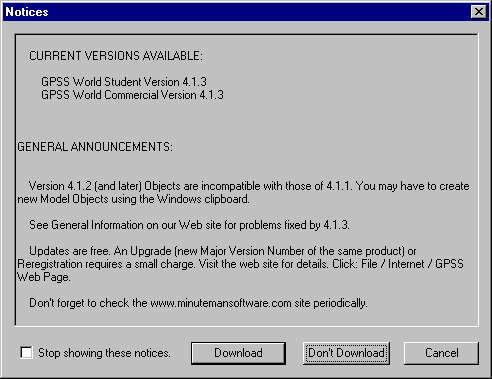 Notices
CURRENT VERSIONS AVAILABLE:
GPSS World Student Version 4.1.3
GPSS World Commercial Version 4.1.3
GENERAL ANNOUNCEMENTS:
Version 4.1.2 (and later) Objects are incompatible with those of 4.1.1. You may have to create
new Model Objects using the Windows clipboard.
See General Information on our Web site for problems fixed by 4.1.3.
Updates are free. An Upgrade (new Major Version Number of the same product) or
Reregistration requires a small charge. Visit the web site for details. Click: File / Internet / GPSS
Web Page.
Don't forget to check the www.minutemansoftware.com site periodically.
Stop showing these notices.
Download
Don't Download
Cancel